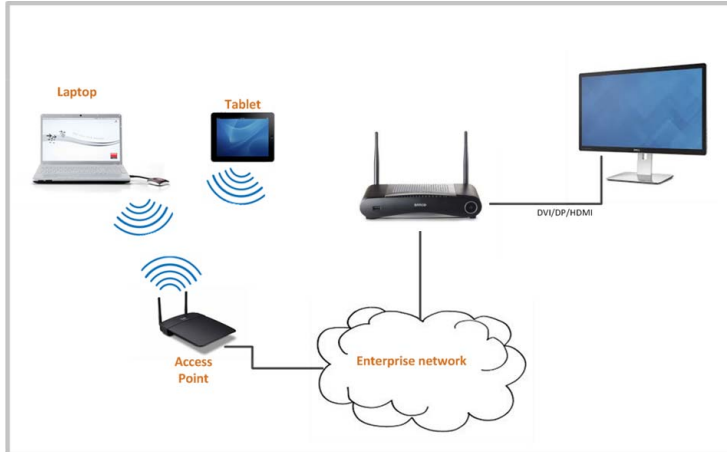 Laptop
Tablet
DVI/DP/HDMI
Access
Point
Enterprise network